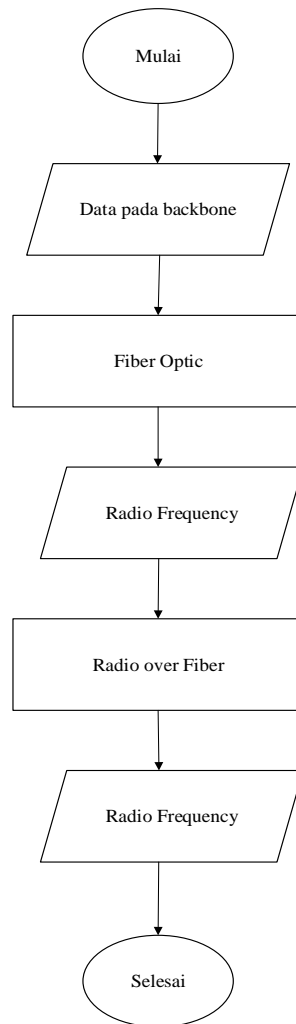 Mulai
Data pada backbone
Fiber Optic
Radio Frequency
Radio over Fiber
Radio Frequency
Selesai